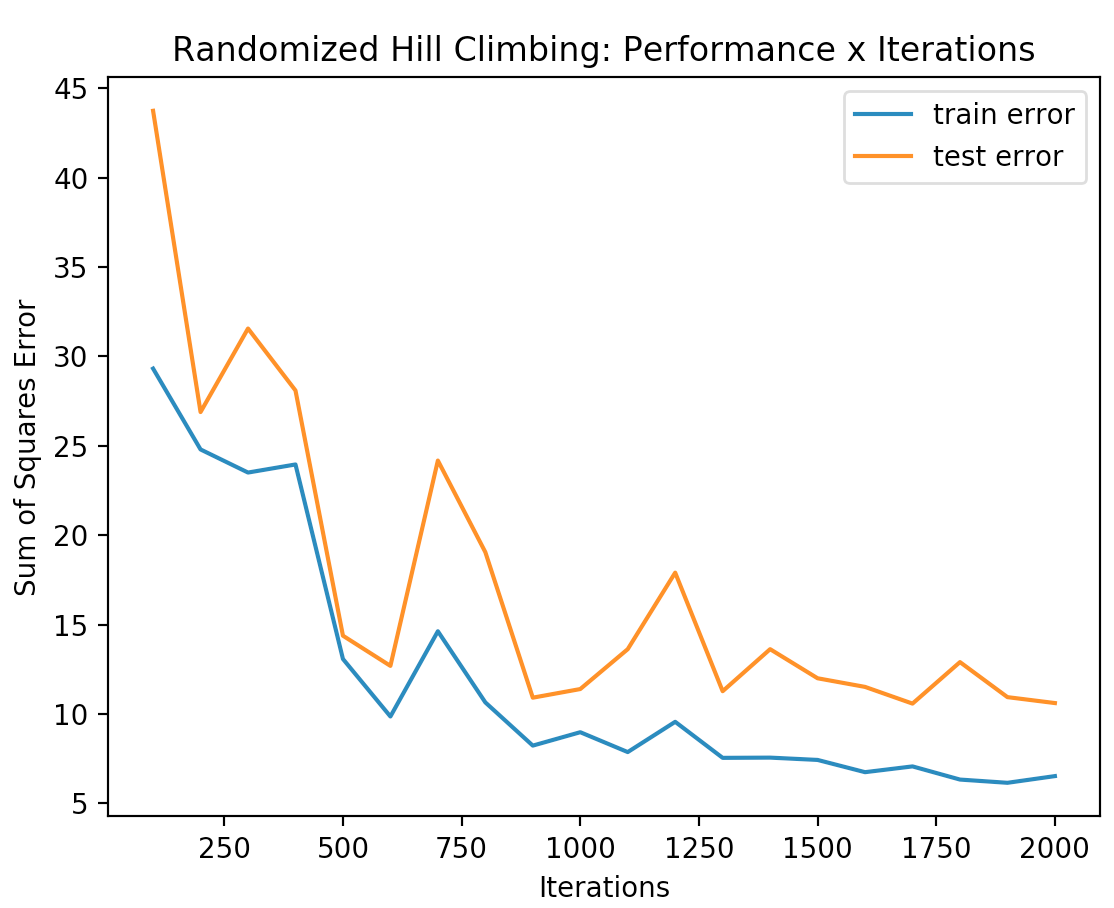 Randomized Hill Climbing: Performance x Iterations
train error
test error
Sum of Squares Error
45
40
35
30
25
20
15
10
5
250 500 750 1000 1250 1500 1750 2000
Iterations